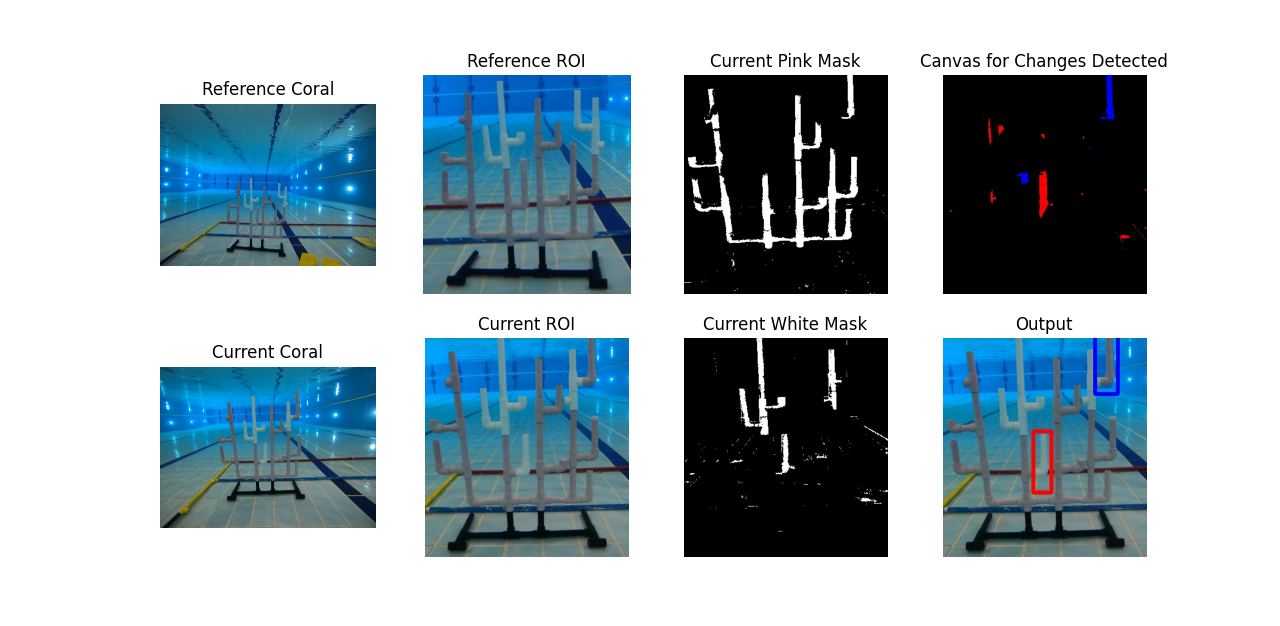 Reference Coral
Reference ROI
Current Pink Mask
Canvas for Changes Detected
Current Coral
Current ROI
Current White Mask
Output